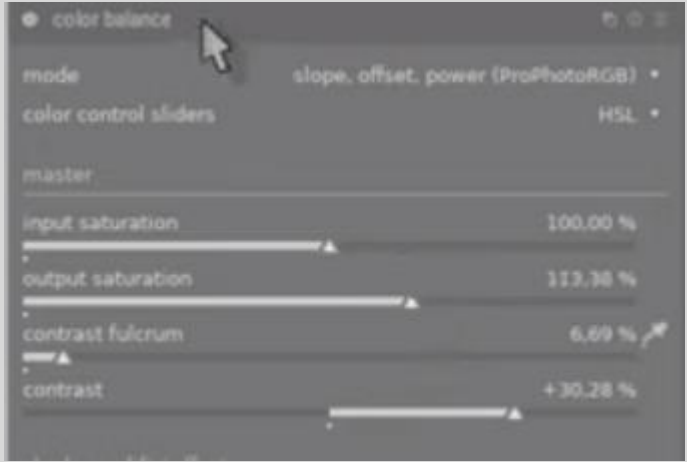 color balance
mode slope, offset, power (ProPhotoRGB)
color control sliders HSL
master
input saturation 100,00 %
output saturation 113,38 %
contrast fulcrum 6,69 %
contrast +30,28 %